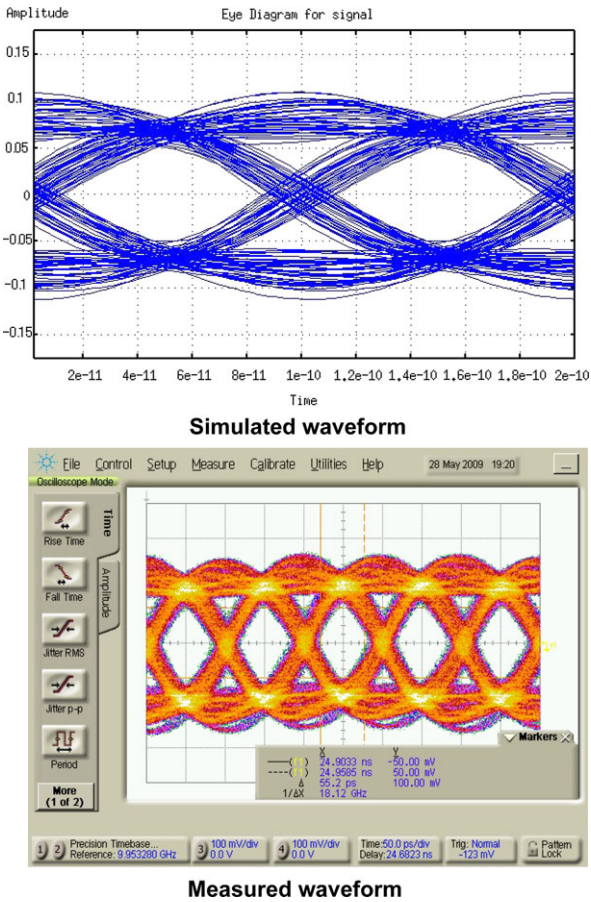 Amplitude Eye Diagram for signal
0.15
0.1
0.05
0
-0.05
-0.1
-0.15
2e-11 4e-11 6e-11 8e-11 1e-10 1.2e-10 1.4e-10 1.6e-10 1.8e-10 2e-10
Time
Simulated waveform
File Control Setup Measure Calibrate Utilities Help 28 May 2009 19:20
Oscilloscope Mode
Time
Rise Time
Amplitude
Fall Time
Jitter RMS
Jitter p-p
Period
More
(1 of 2)
Markers
X Y
24.9033 ns -50.00 mV
24.9585 ns 50.00 mV
Δ 55.2 ps 100.00 mV
1/ΔX 18.12 GHz
1 2 Precision Timebase... 3 100 mV/div 4 100 mV/div Time:50.0 ps/div Trig: Normal Pattern
Reference: 9.953280 GHz 0.0 V 0.0 V Delay:24.6823 ns -123 mV Lock
Measured waveform